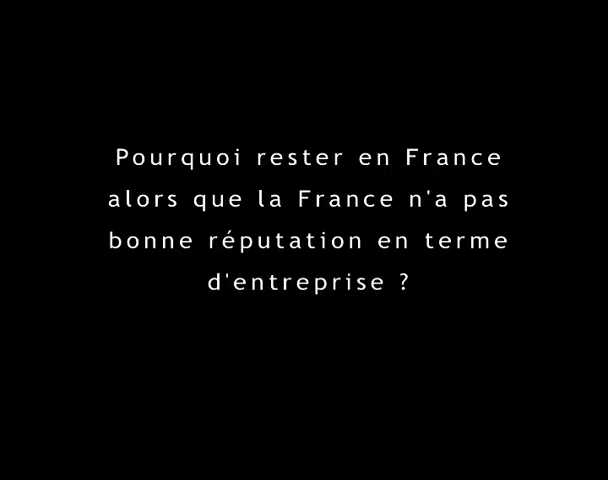 Pourquoi rester en France
alors que la France n'a pas
bonne réputation en terme
d'entreprise ?